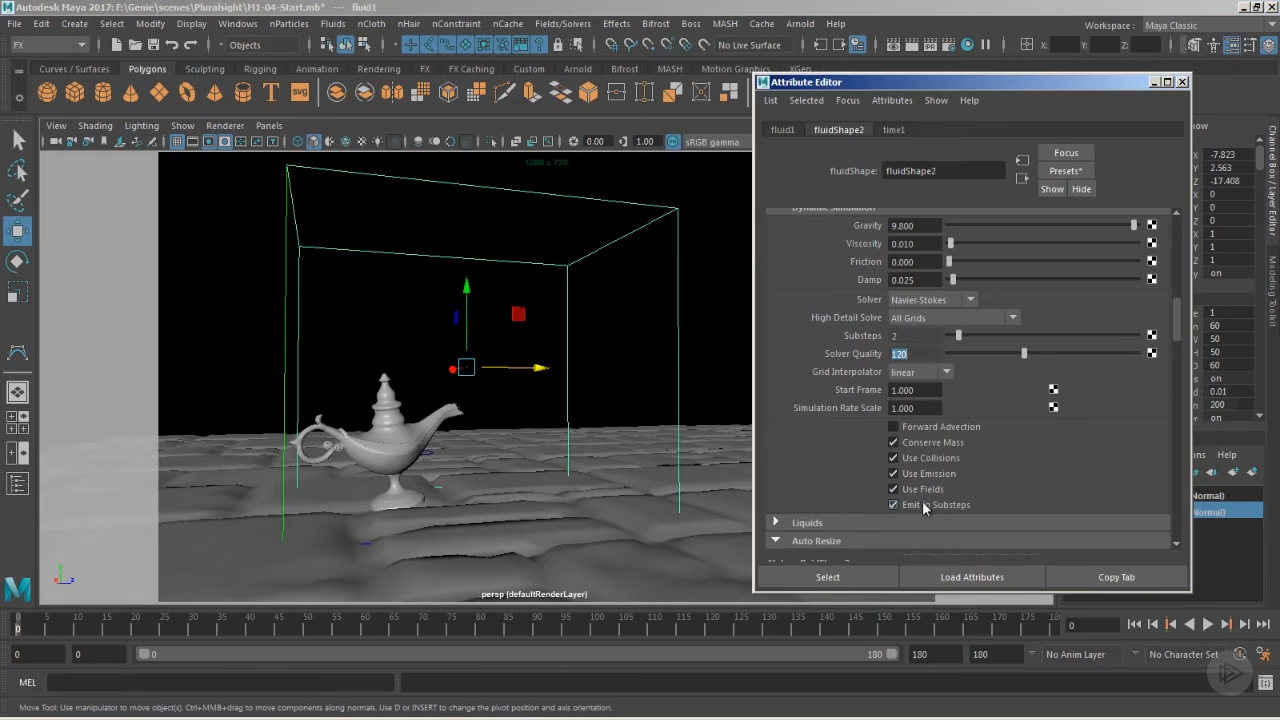 Autodesk Maya 2017: F:\Genie\scenes\Pluralsight\M1-04-Start.mb* --- fluid1
File Edit Create Select Modify Display Windows nParticles Fluids nCloth nHair nConstraint nCache Fields/Solvers Effects Bifrost Boss MASH Cache Arnold Help
Workspace : Maya Classic
FX Objects No Live Surface X: Y: Z:
Curves / Surfaces Polygons Sculpting Rigging Animation Rendering FX FX Caching Custom Arnold Bifrost MASH Motion Graphics XGen
T SVG
View Shading Lighting Show Renderer Panels
0.00 1.00 sRGB gamma
1280 x 720
persp (defaultRenderLayer)
Attribute Editor
List Selected Focus Attributes Show Help
fluid1 fluidShape2 time1
fluidShape: fluidShape2
Focus
Presets*
Show Hide
Dynamic Simulation
Gravity 9.800
Viscosity 0.010
Friction 0.000
Damp 0.025
Solver Navier-Stokes
High Detail Solve All Grids
Substeps 2
Solver Quality 120
Grid Interpolator linear
Start Frame 1.000
Simulation Rate Scale 1.000
Forward Advection
Conserve Mass
Use Collisions
Use Emission
Use Fields
Emit Substeps
Liquids
Auto Resize
Select Load Attributes Copy Tab
Show
X -7.823
Y 2.563
Z -17.408
X 0
Y 0
Z 0
X 1
Y 1
Z 1
y on
e 1
n 60
W 50
H 50
D 60
s on
d 0.01
n 200
Help
Normal)
Normal)
Channel Box / Layer Editor
Modeling Toolkit
0 5 10 15 20 25 30 35 40 45 50 55 60 65 70 75 80 85 90 95 100 105 110 115 120 125 130 135 140 145 150 155 160 165 170 175 18
0
0
0 0 0 180 180 180 No Anim Layer No Character Set
MEL
Move Tool: Use manipulator to move object(s). Ctrl+MMB+drag to move components along normals. Use D or INSERT to change the pivot position and axis orientation.